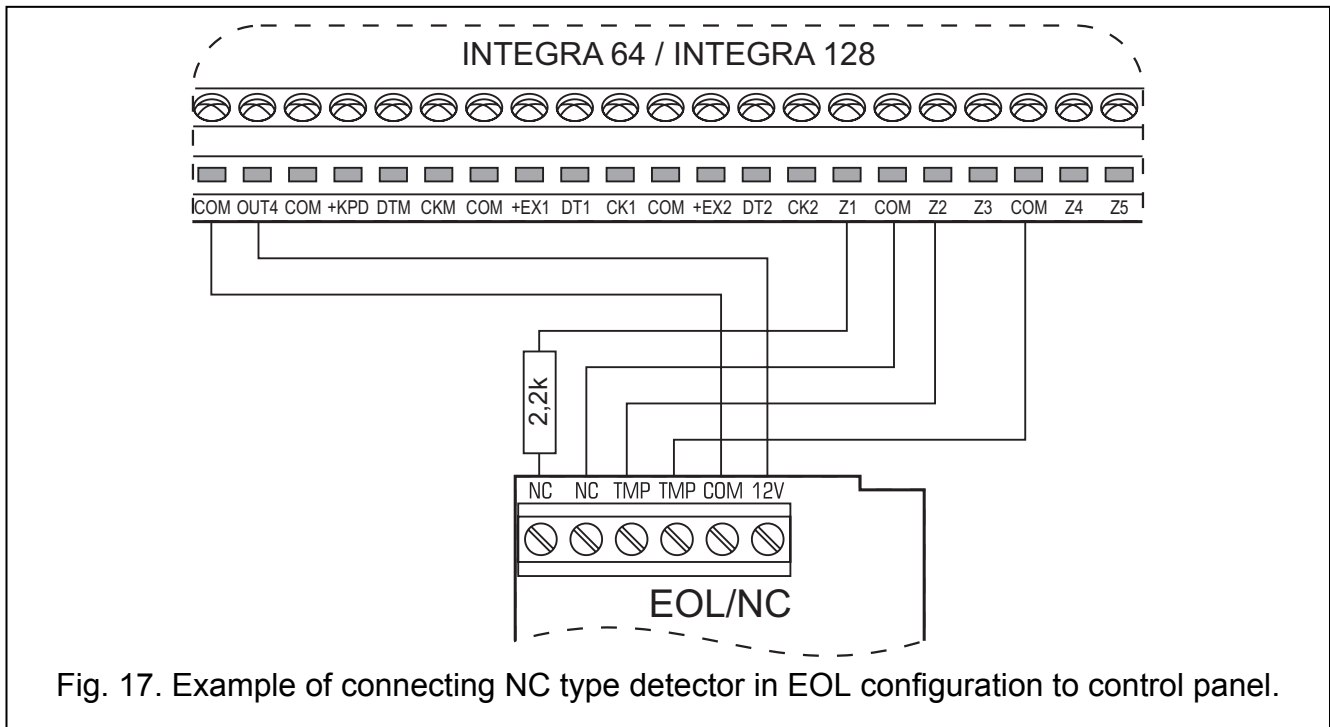 INTEGRA 64 / INTEGRA 128
COM OUT4 COM +KPD DTM CKM COM +EX1 DT1 CK1 COM +EX2 DT2 CK2 Z1 COM Z2 Z3 COM Z4 Z5
2,2k
NC NC TMP TMP COM 12V
EOL/NC
Fig. 17. Example of connecting NC type detector in EOL configuration to control panel.